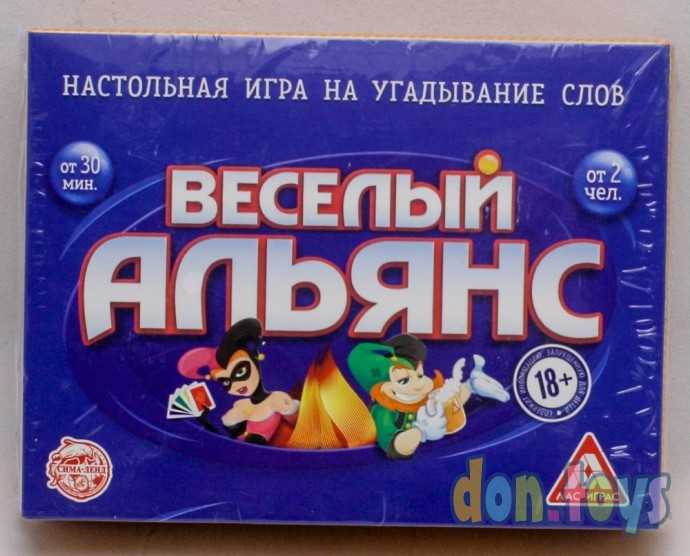 НАСТОЛЬНАЯ ИГРА НА УГАДЫВАНИЕ СЛОВ
от 30
мин.
от 2
чел.
ВЕСЕЛЫЙ
АЛЬЯНС
18+
СИМА-ЛЕНД
ЛАС ИГРАС
don.toys